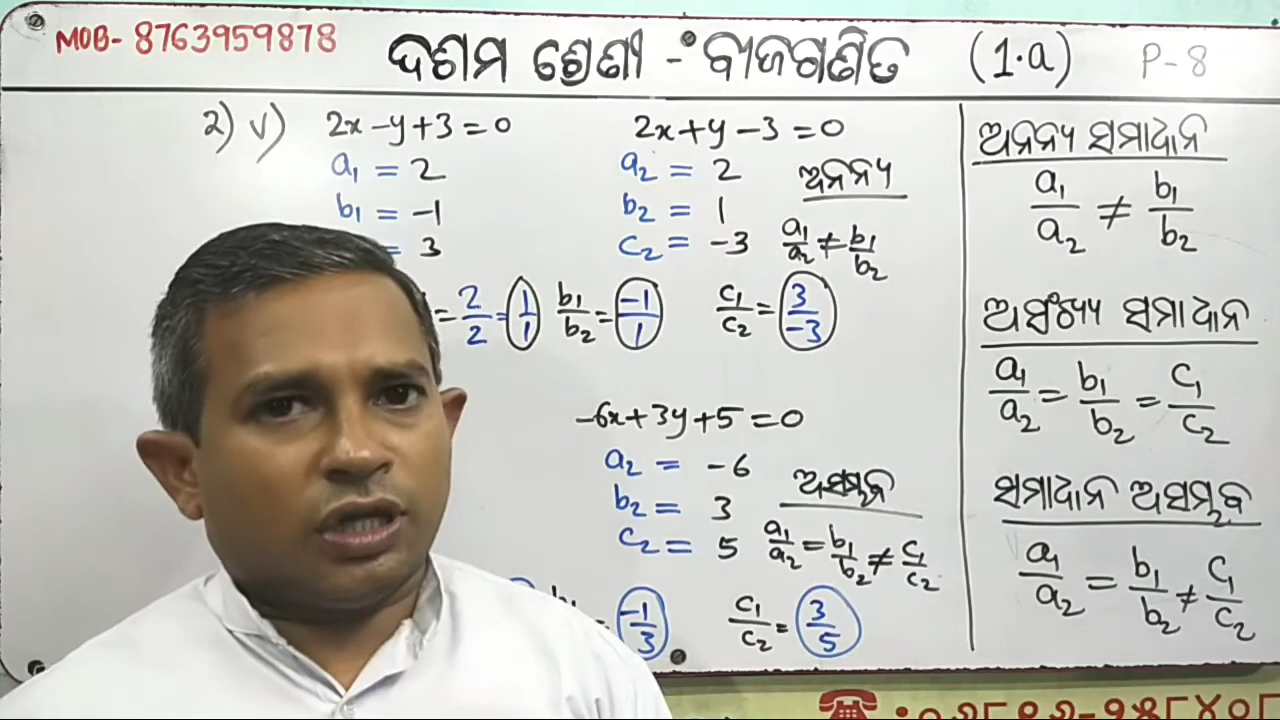 MOB- 8763959878
ଦଶମ ଶ୍ରେଣୀ - ବୀଜଗଣିତ (1.a) P-8
2) v) 2x-y+3=0 2x+y-3=0
a₁ = 2 a₂ = 2 ଅନନ୍ୟ
b₁ = -1 b₂ = 1
= 3 c₂ = -3 a₁/a₂ ≠ b₁/b₂
= 2/2 = 1/1 b₁/b₂ = -1/1 c₁/c₂ = 3/-3
-6x+3y+5=0
a₂ = -6 ଅସମ୍ଭବ
b₂ = 3
c₂ = 5 a₁/a₂ = b₁/b₂ ≠ c₁/c₂
= -1/3 c₁/c₂ = 3/5
ଅନନ୍ୟ ସମାଧାନ
a₁/a₂ ≠ b₁/b₂
ଅସଂଖ୍ୟ ସମାଧାନ
a₁/a₂ = b₁/b₂ = c₁/c₂
ସମାଧାନ ଅସମ୍ଭବ
a₁/a₂ = b₁/b₂ ≠ c₁/c₂